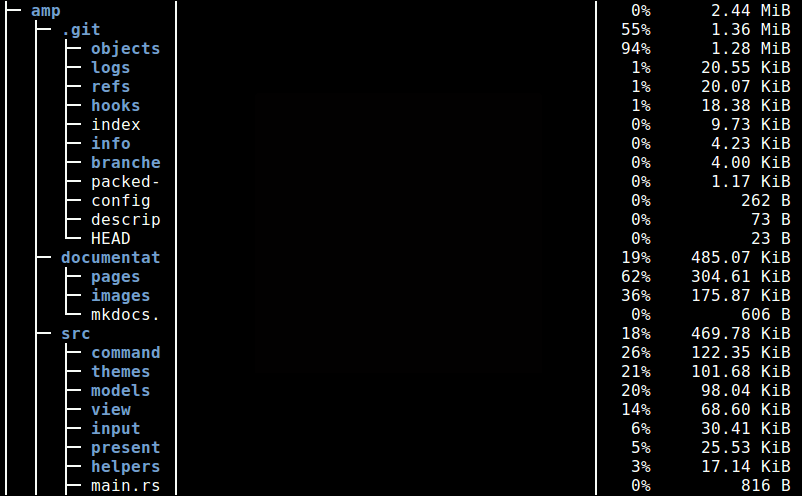 amp 0% 2.44 MiB
.git 55% 1.36 MiB
objects 94% 1.28 MiB
logs 1% 20.55 KiB
refs 1% 20.07 KiB
hooks 1% 18.38 KiB
index 0% 9.73 KiB
info 0% 4.23 KiB
branche 0% 4.00 KiB
packed- 0% 1.17 KiB
config 0% 262 B
descrip 0% 73 B
HEAD 0% 23 B
documentat 19% 485.07 KiB
pages 62% 304.61 KiB
images 36% 175.87 KiB
mkdocs. 0% 606 B
src 18% 469.78 KiB
command 26% 122.35 KiB
themes 21% 101.68 KiB
models 20% 98.04 KiB
view 14% 68.60 KiB
input 6% 30.41 KiB
present 5% 25.53 KiB
helpers 3% 17.14 KiB
main.rs 0% 816 B